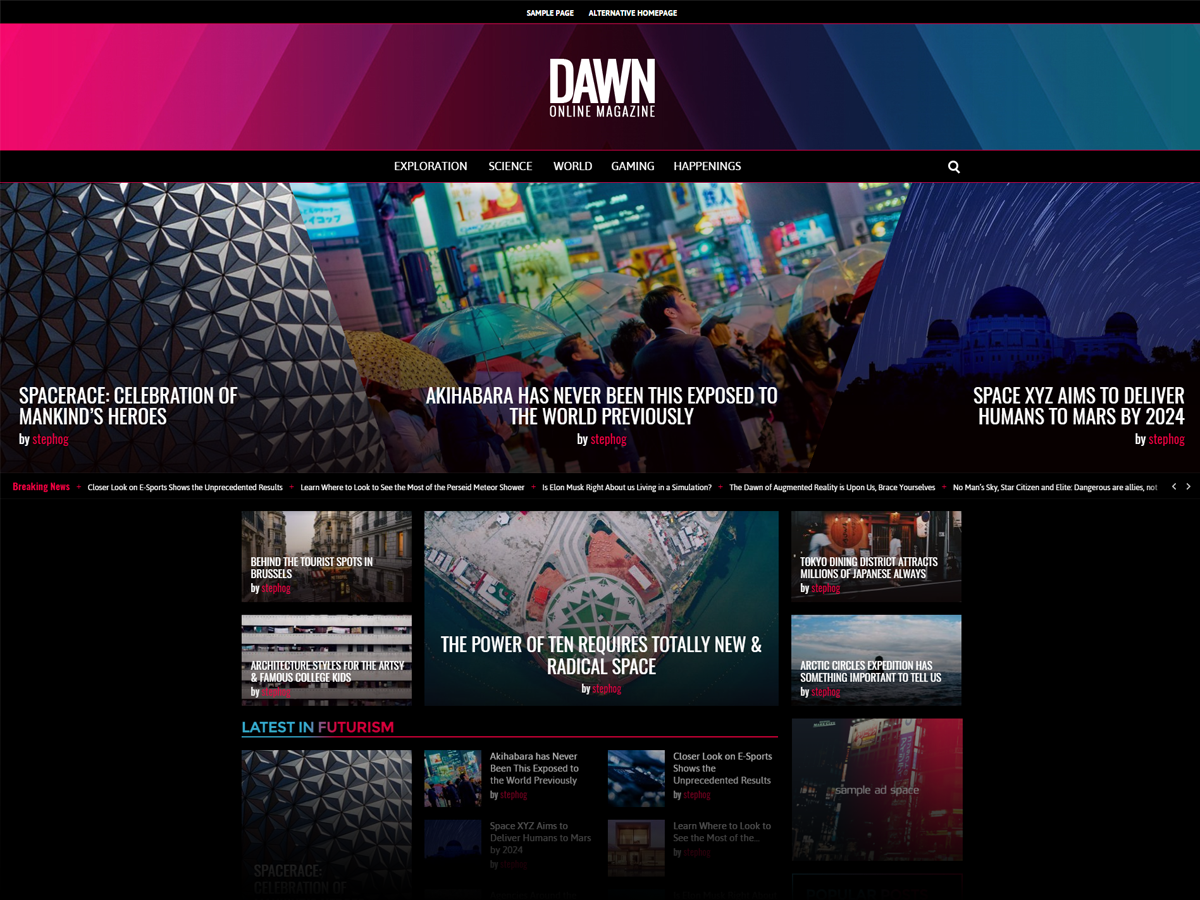 SAMPLE PAGE ALTERNATIVE HOMEPAGE
DAWN
ONLINE MAGAZINE
EXPLORATION SCIENCE WORLD GAMING HAPPENINGS
SPACERACE: CELEBRATION OF
MANKIND'S HEROES
by stephog
AKIHABARA HAS NEVER BEEN THIS EXPOSED TO
THE WORLD PREVIOUSLY
by stephog
SPACE XYZ AIMS TO DELIVER
HUMANS TO MARS BY 2024
by stephog
Breaking News + Closer Look on E-Sports Shows the Unprecedented Results + Learn Where to Look to See the Most of the Perseid Meteor Shower + Is Elon Musk Right About us Living in a Simulation? + The Dawn of Augmented Reality is Upon Us, Brace Yourselves + No Man's Sky, Star Citizen and Elite: Dangerous are allies, not
BEHIND THE TOURIST SPOTS IN
BRUSSELS
by stephog
ARCHITECTURE STYLES FOR THE ARTSY
& FAMOUS COLLEGE KIDS
by stephog
THE POWER OF TEN REQUIRES TOTALLY NEW &
RADICAL SPACE
by stephog
TOKYO DINING DISTRICT ATTRACTS
MILLIONS OF JAPANESE ALWAYS
by stephog
ARCTIC CIRCLES EXPEDITION HAS
SOMETHING IMPORTANT TO TELL US
by stephog
LATEST IN FUTURISM
SPACERACE:
CELEBRATION OF
Akihabara has Never
Been This Exposed to
the World Previously
by stephog
Space XYZ Aims to
Deliver Humans to Mars
by 2024
by stephog
Closer Look on E-Sports
Shows the
Unprecedented Results
by stephog
Learn Where to Look to
See the Most of the...
by stephog
sample ad space